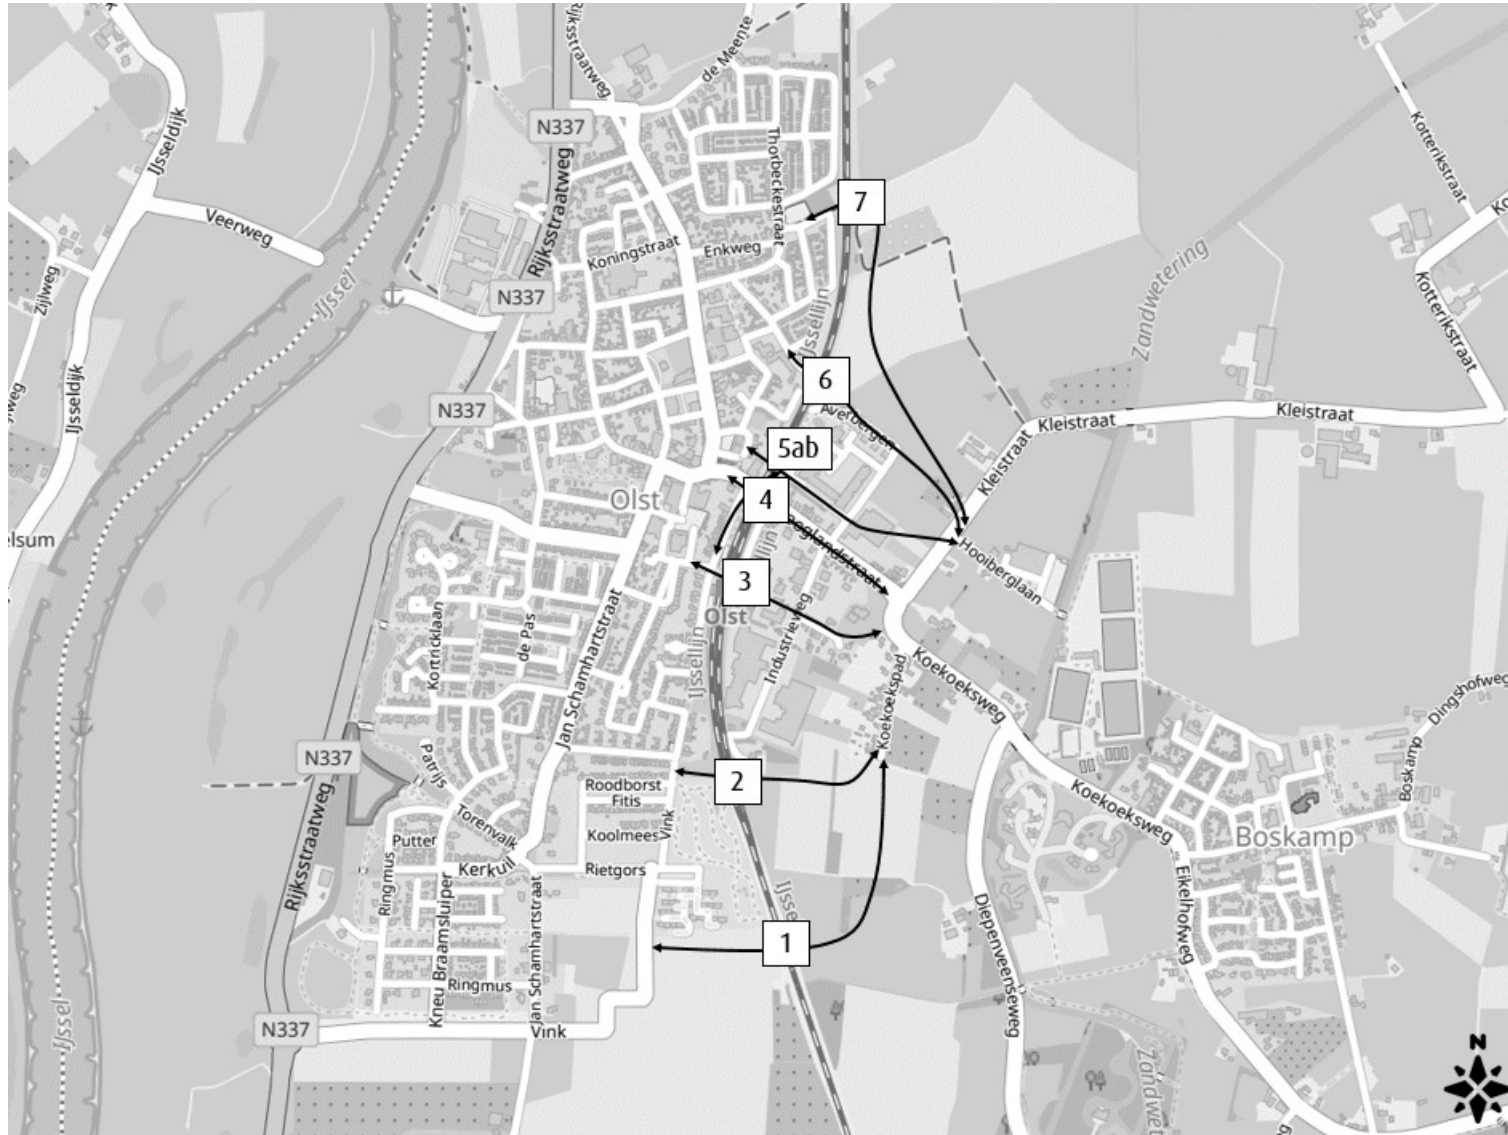 Rijksstraatweg
de Meente
N337
IJsseldijk
Thorbeckestraat
Kotterikstraat
7
Veerweg
Rijksstraatweg
Koningstraat
Enkweg
Zandwetering
IJssel
Zijlweg
N337
Kotterikstraat
IJssellijn
6
IJsseldijk
N337
Averbergen
Kleistraat
Kleistraat
5ab
Kleistraat
Olst
4
elsum
Hooiberglaan
3
Olst
Industrieweg
Kortricklaan
de Pas
Jan Schamhartstraat
IJssellijn
Koekoekspad
Koekoeksweg
Dingshofweg
N337
Patrijs
2
Roodborst
Fitis
Koekoeksweg
Boskamp
Torenvalk
Vink
Koolmees
Putter
Boskamp
Rijksstraatweg
Kerkuil
Rietgors
Ringmus
Kneu Braamsluiper
Jan Schamhartstraat
Eikelhofweg
Diepenveenseweg
1
Ringmus
N337
Vink
IJssel
N